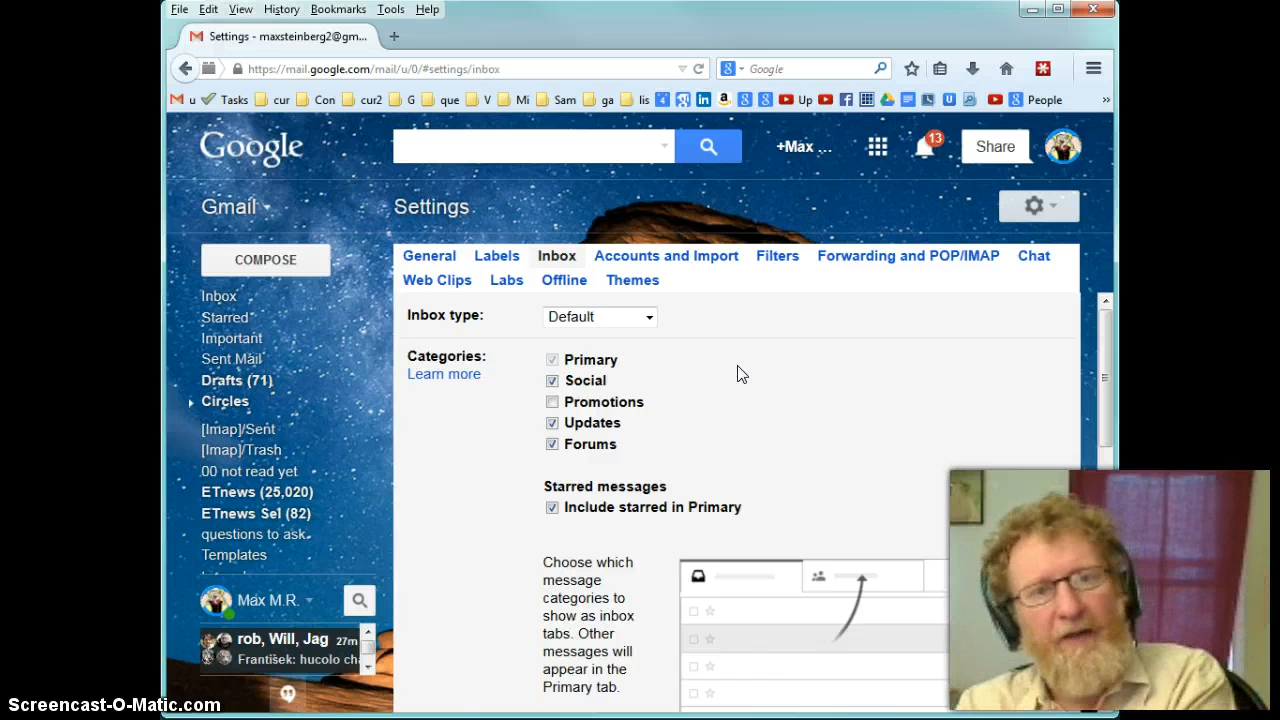 File Edit View History Bookmarks Tools Help
Settings - maxsteinberg2@gm...
https://mail.google.com/mail/u/0/#settings/inbox
Google
u Tasks cur Con cur2 G que V Mi Sam ga lis Up People
Google
+Max ...
13
Share
Gmail
Settings
COMPOSE
General Labels Inbox Accounts and Import Filters Forwarding and POP/IMAP Chat
Web Clips Labs Offline Themes
Inbox
Starred
Important
Sent Mail
Drafts (71)
Circles
[Imap]/Sent
[Imap]/Trash
00 not read yet
ETnews (25,020)
ETnews Sel (82)
questions to ask
Templates
Inbox type:
Default
Categories:
Learn more
Primary
Social
Promotions
Updates
Forums
Starred messages
Include starred in Primary
Choose which
message
categories to
show as inbox
tabs. Other
messages will
appear in the
Primary tab.
Max M.R.
rob, Will, Jag 27m
František: hucolo cha
Screencast-O-Matic.com